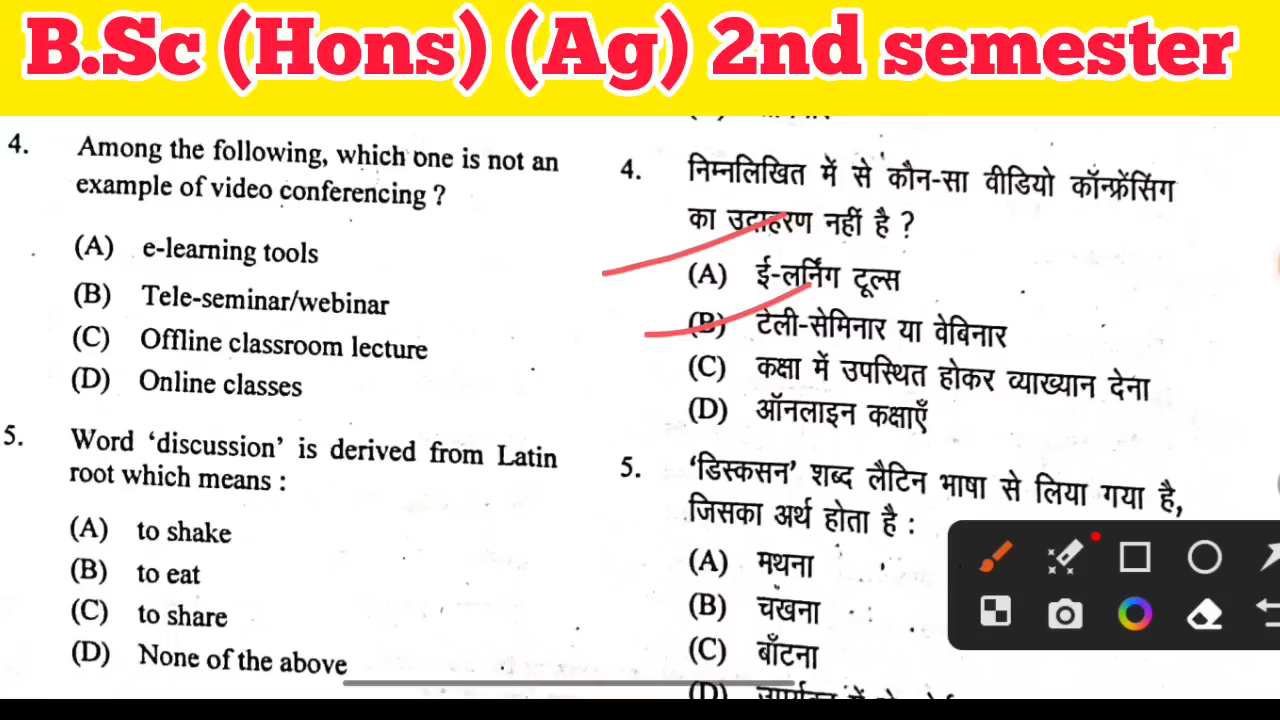 B.Sc (Hons) (Ag) 2nd semester
4. Among the following, which one is not an
example of video conferencing ?
(A) e-learning tools
(B) Tele-seminar/webinar
(C) Offline classroom lecture
(D) Online classes
5. Word ‘discussion’ is derived from Latin
root which means :
(A) to shake
(B) to eat
(C) to share
(D) None of the above
4. निम्नलिखित में से कौन-सा वीडियो कॉन्फ्रेंसिंग
का उदाहरण नहीं है ?
(A) ई-लर्निंग टूल्स
(B) टेली-सेमिनार या वेबिनार
(C) कक्षा में उपस्थित होकर व्याख्यान देना
(D) ऑनलाइन कक्षाएँ
5. ‘डिस्कसन’ शब्द लैटिन भाषा से लिया गया है,
जिसका अर्थ होता है :
(A) मथना
(B) चखना
(C) बाँटना
(D)